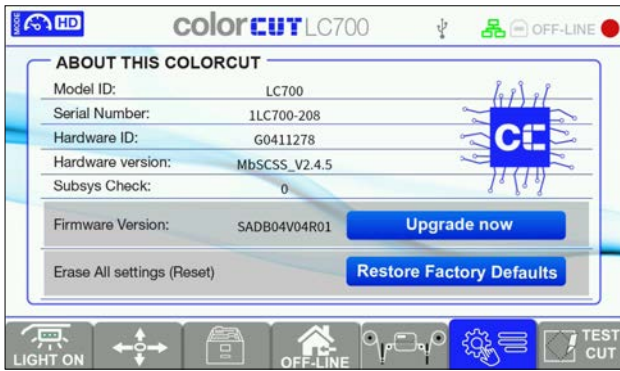 MODE HD colorCUT LC700 OFF-LINE
ABOUT THIS COLORCUT
Model ID: LC700
Serial Number: 1LC700-208
Hardware ID: G0411278
Hardware version: MbSCSS_V2.4.5
Subsys Check: 0
CC
Firmware Version: SADB04V04R01 Upgrade now
Erase All settings (Reset) Restore Factory Defaults
LIGHT ON OFF-LINE TEST CUT